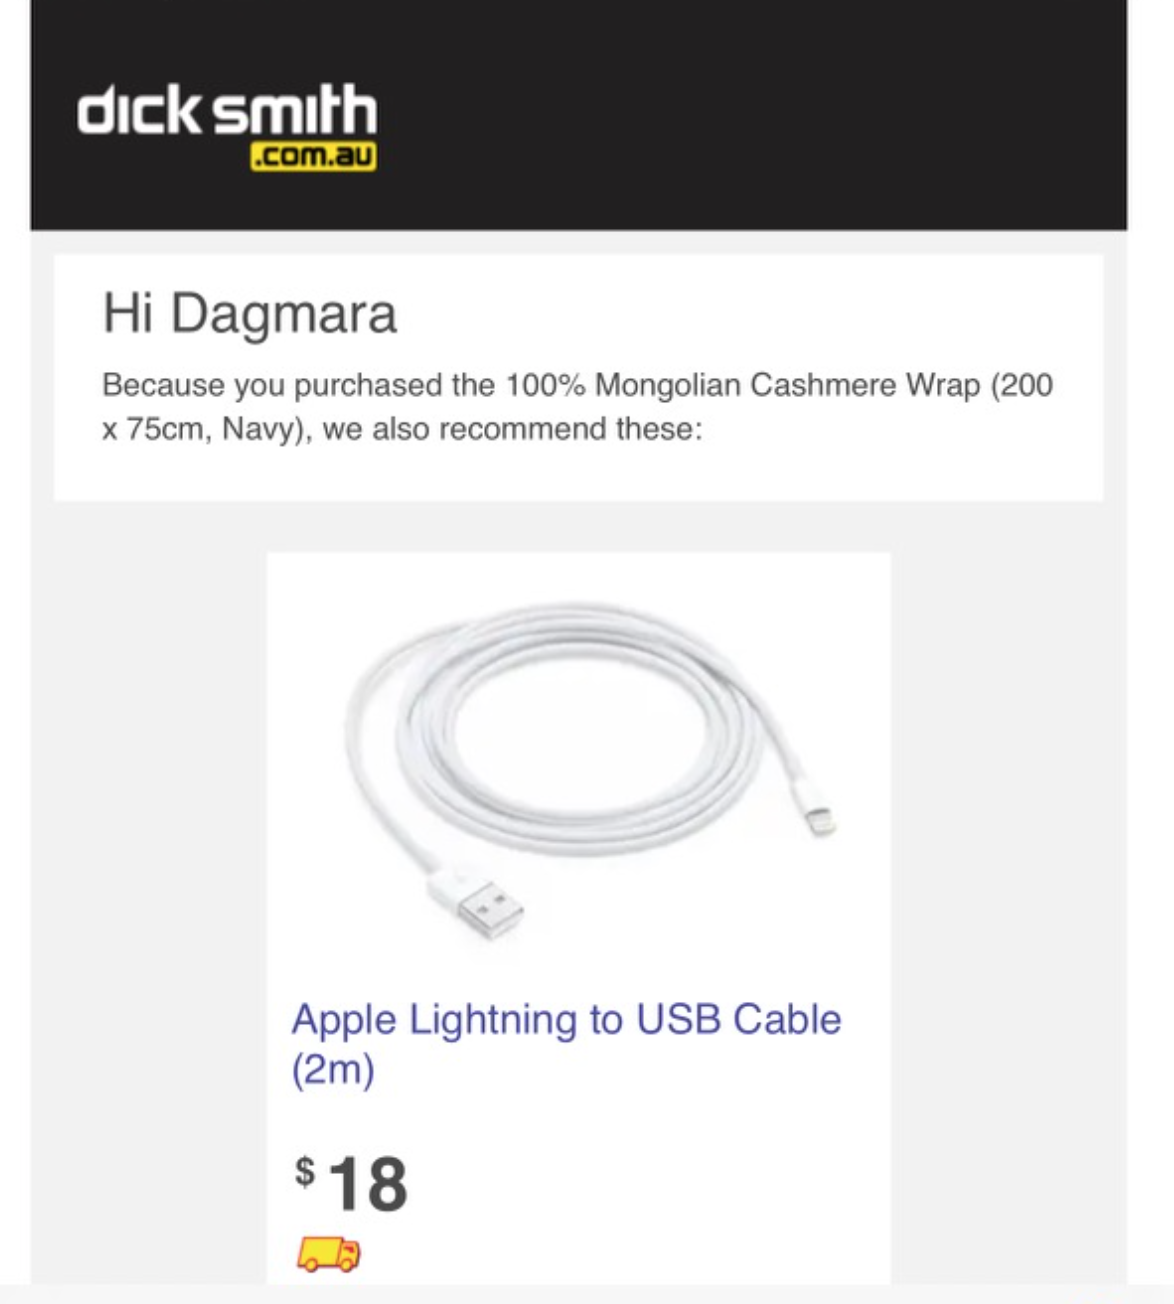 dick smith
.com.au
Hi Dagmara
Because you purchased the 100% Mongolian Cashmere Wrap (200
x 75cm, Navy), we also recommend these:
Apple Lightning to USB Cable
(2m)
$18